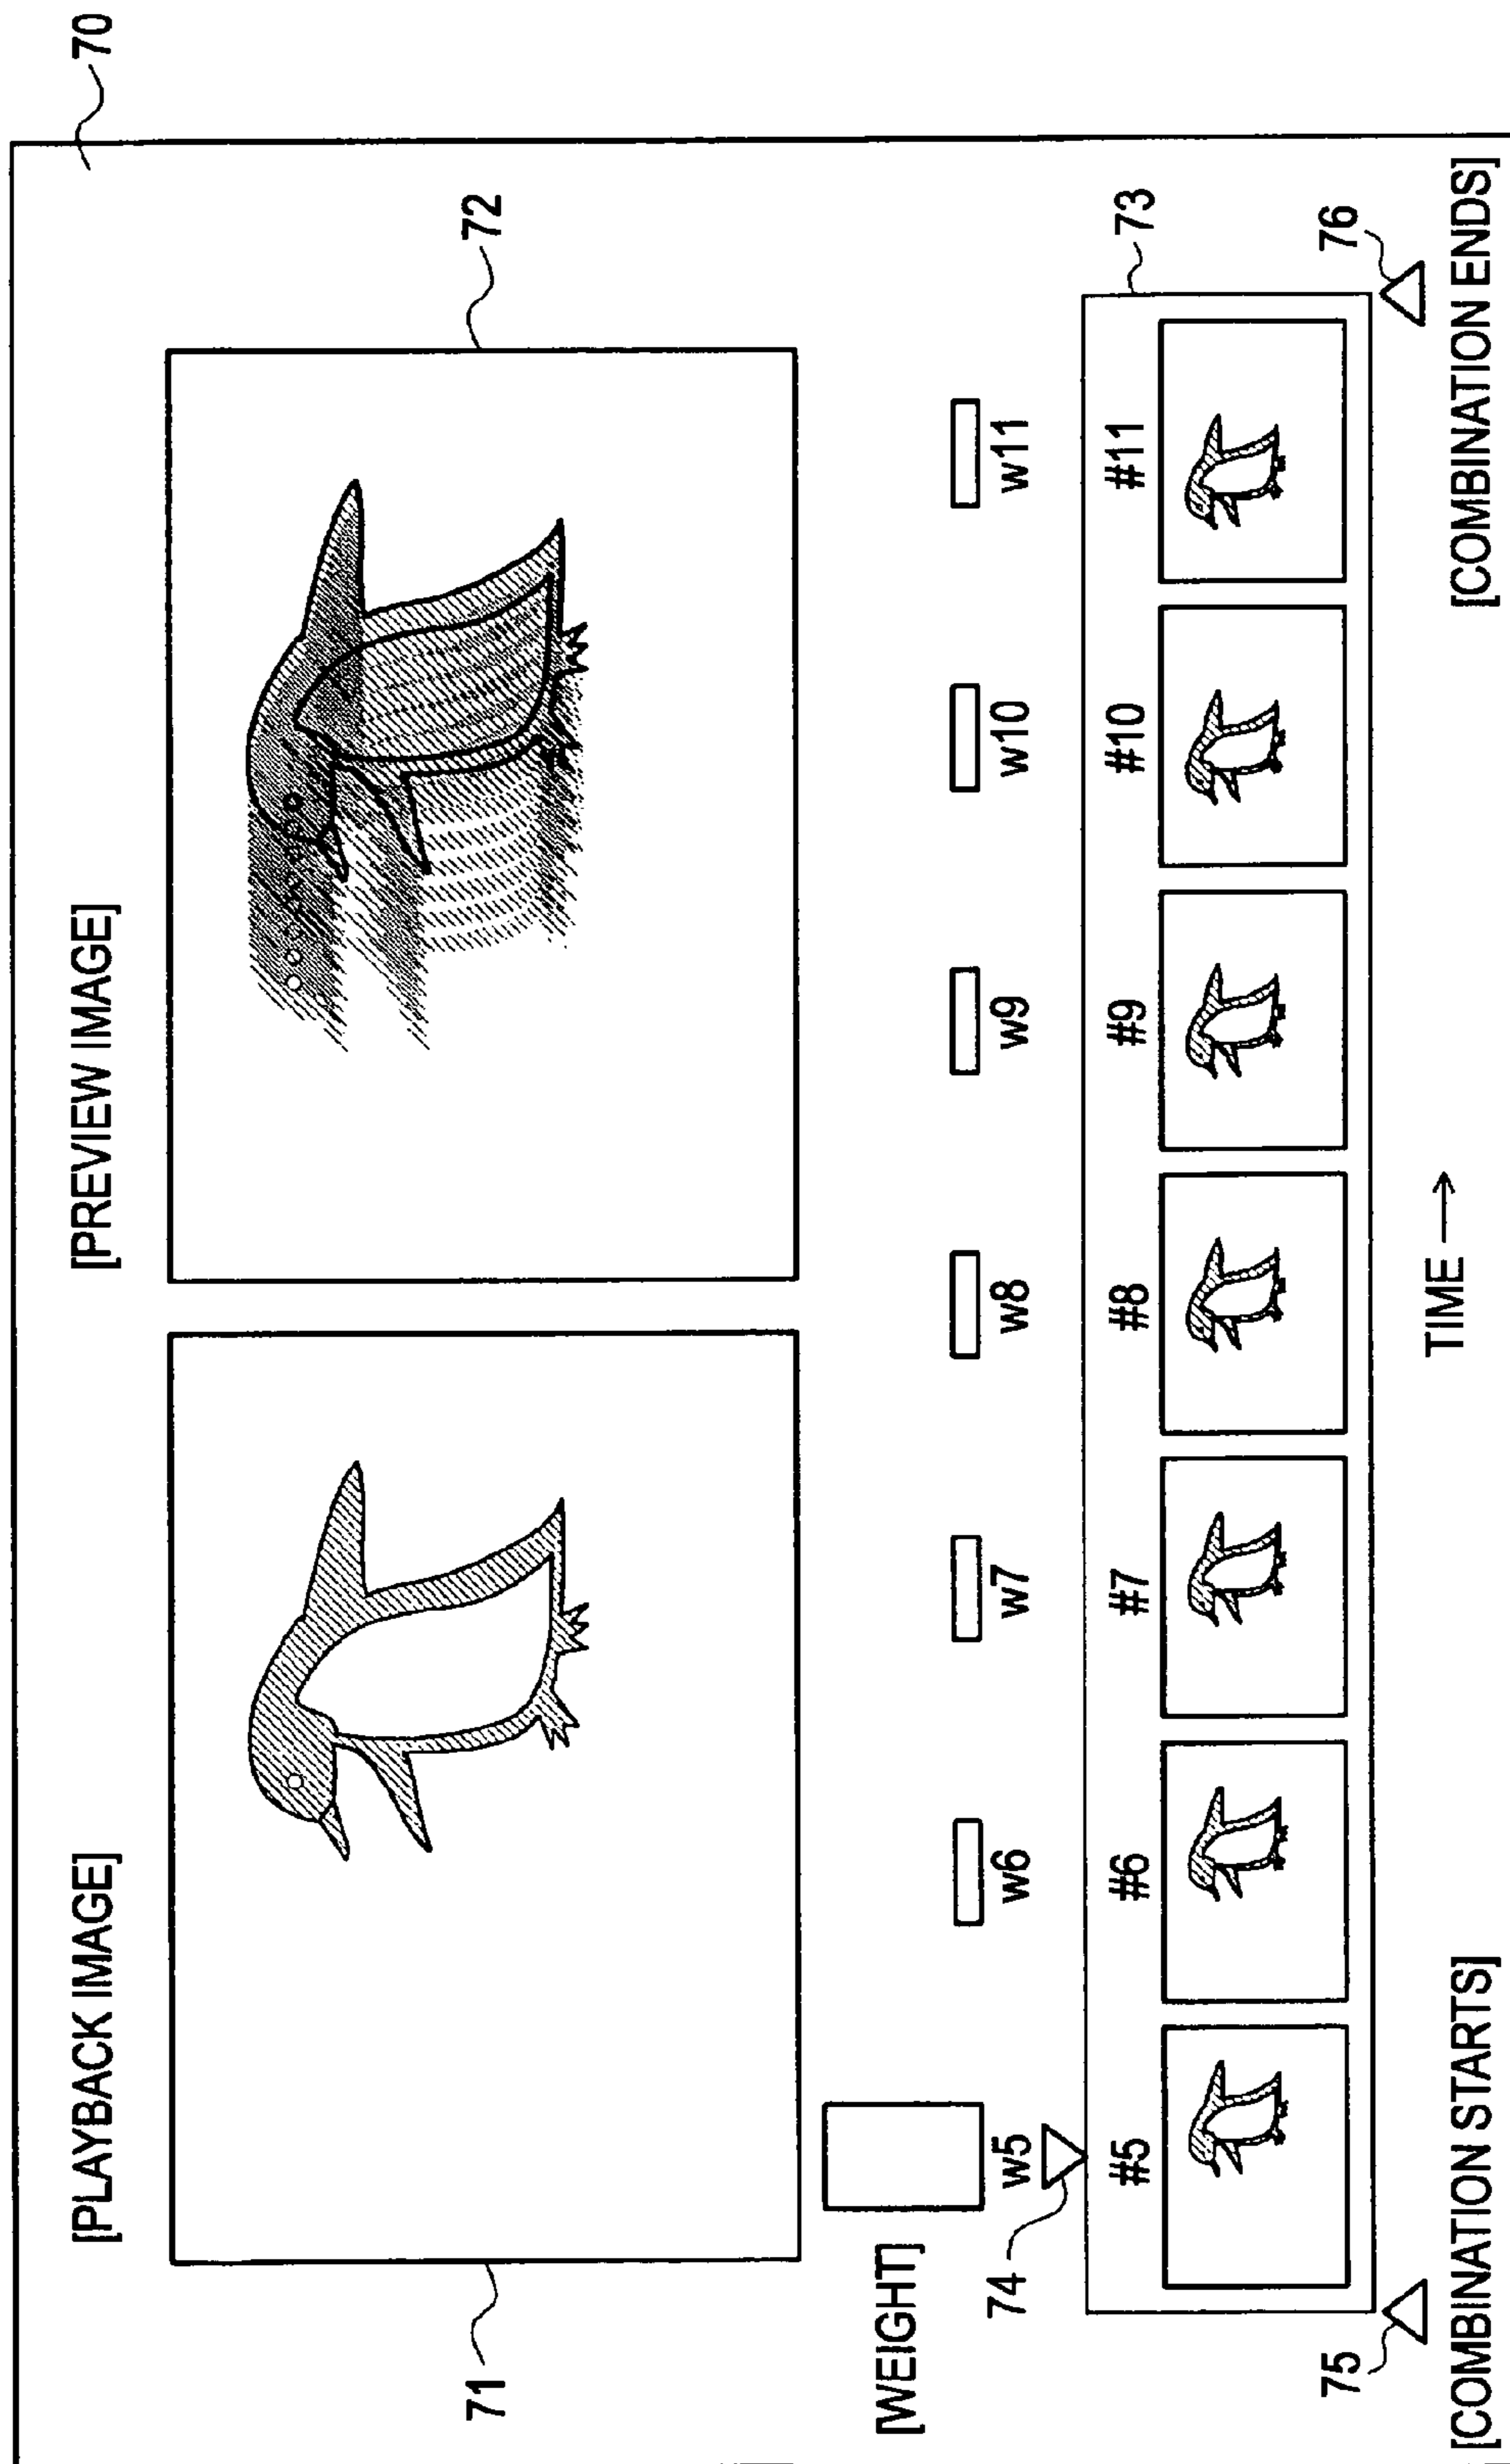 70
[PLAYBACK IMAGE] [PREVIEW IMAGE]
71 72
[WEIGHT]
w5 w6 w7 w8 w9 w10 w11
74 73
#5 #6 #7 #8 #9 #10 #11
75 76
TIME →
[COMBINATION STARTS] [COMBINATION ENDS]